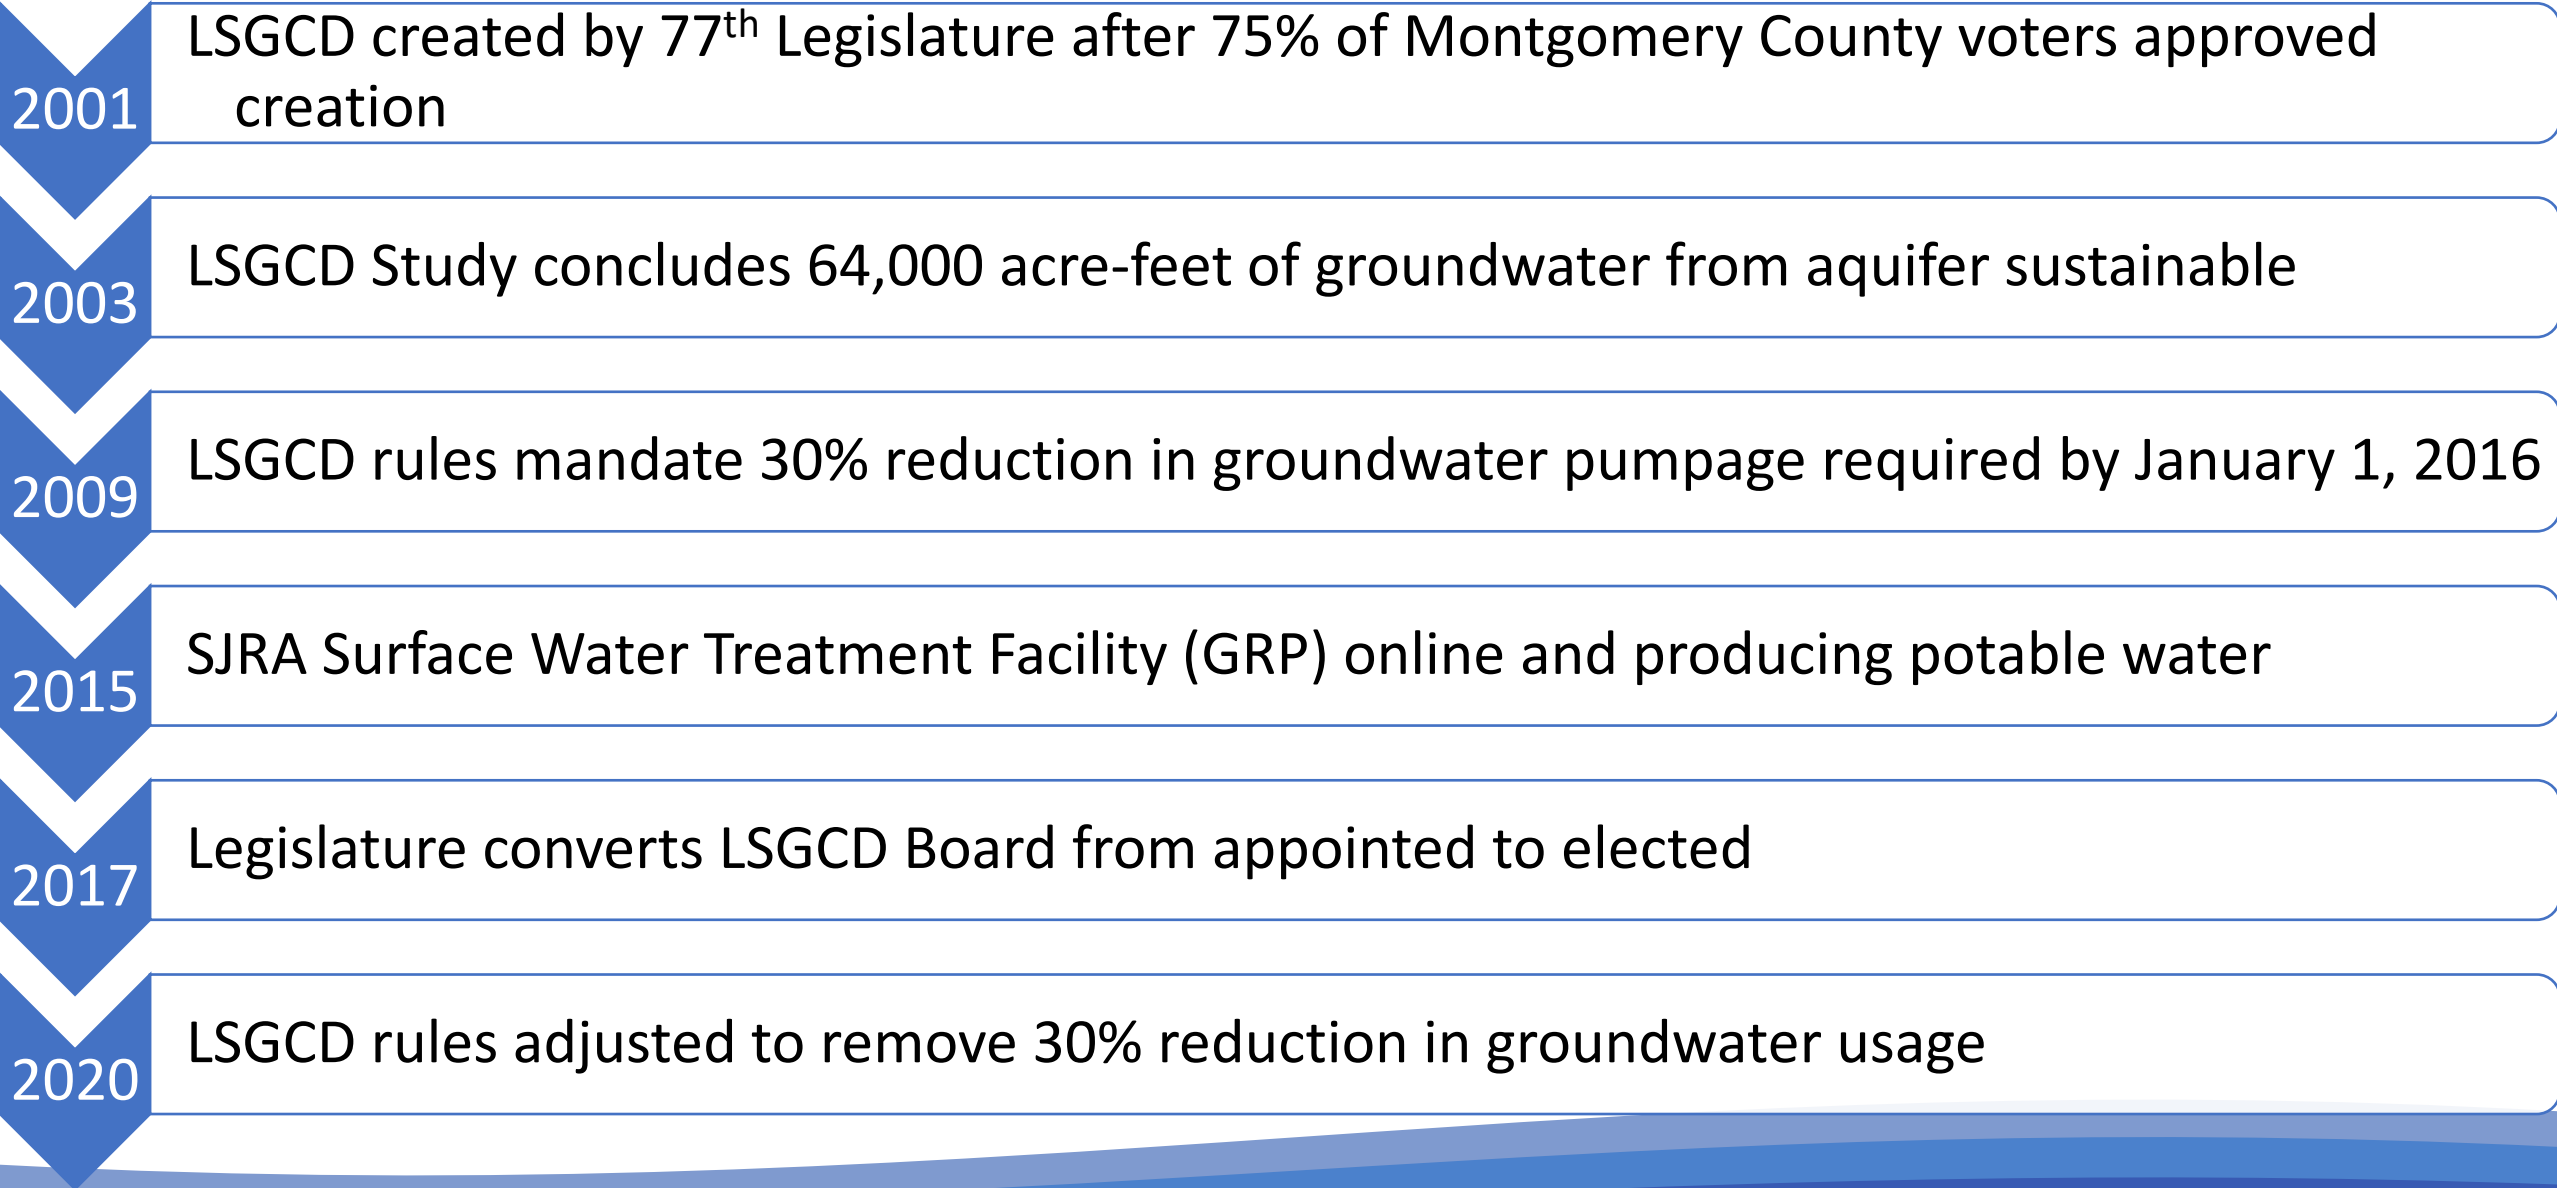 2001
LSGCD created by 77th Legislature after 75% of Montgomery County voters approved
creation
2003
LSGCD Study concludes 64,000 acre-feet of groundwater from aquifer sustainable
2009
LSGCD rules mandate 30% reduction in groundwater pumpage required by January 1, 2016
2015
SJRA Surface Water Treatment Facility (GRP) online and producing potable water
2017
Legislature converts LSGCD Board from appointed to elected
2020
LSGCD rules adjusted to remove 30% reduction in groundwater usage